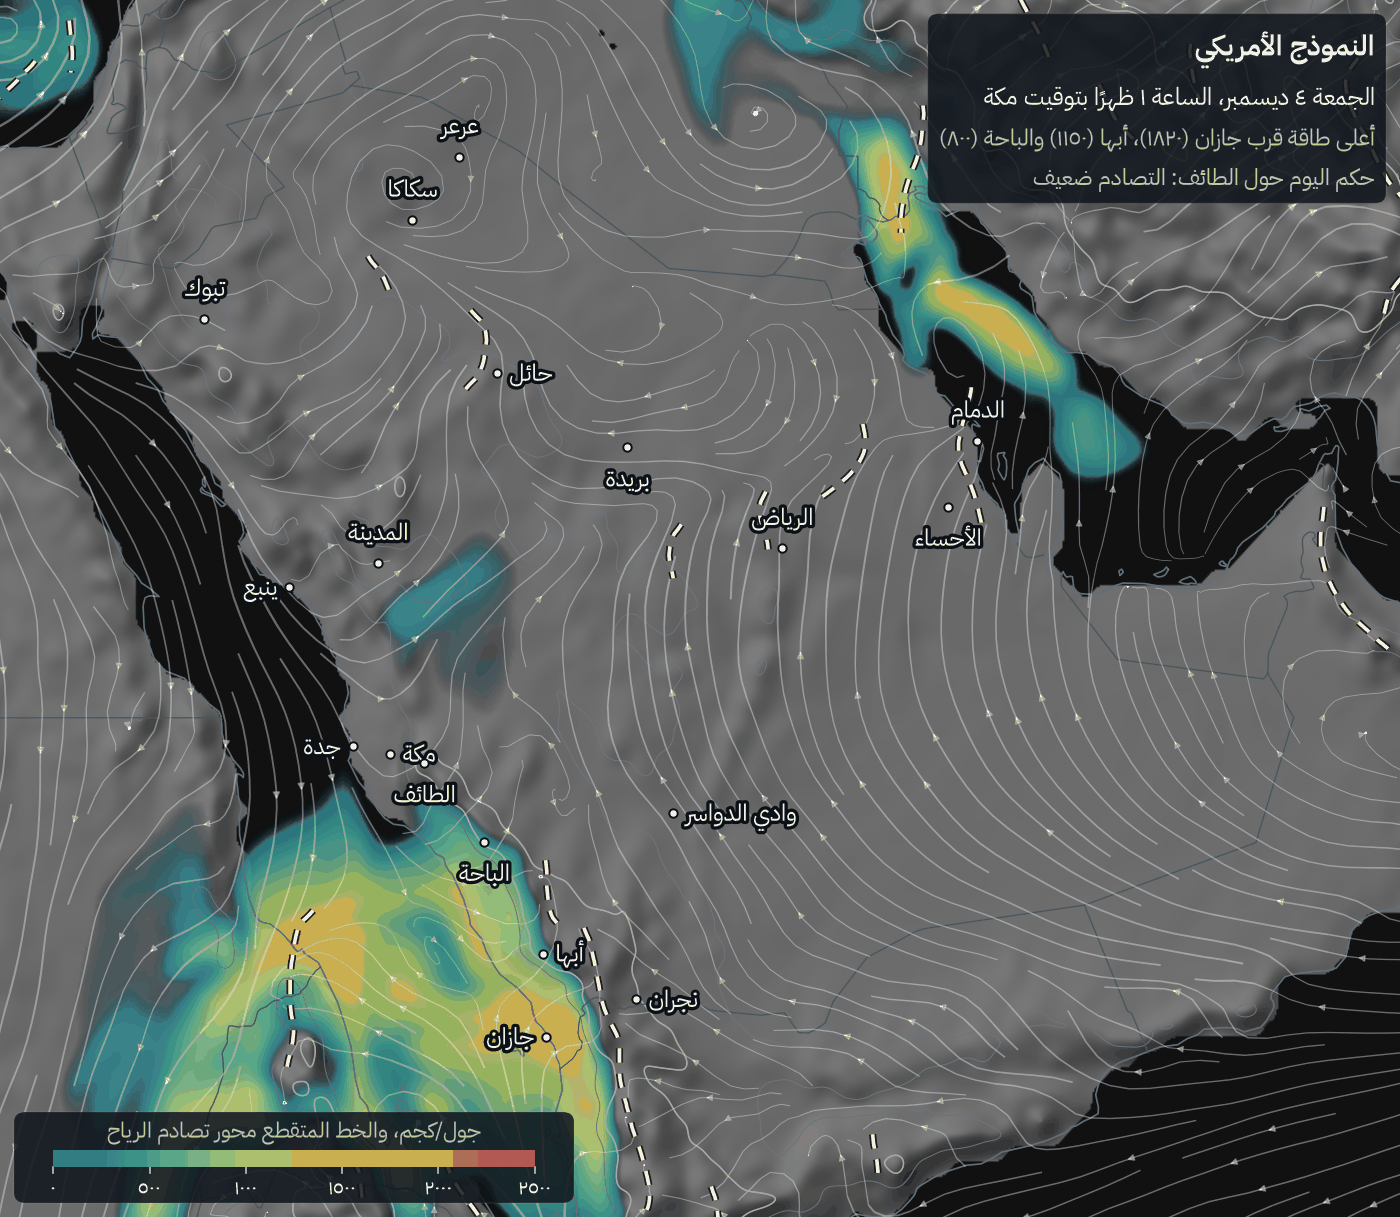 النموذج الأمريكي
الجمعة ٤ ديسمبر، الساعة ١ ظهرًا بتوقيت مكة
أعلى طاقة قرب جازان (١٨٢٠)، أبها (١١٥٠) والباحة (٨٠٠)
حكم اليوم حول الطائف: التصادم ضعيف
عرعر
سكاكا
تبوك
حائل
الدمام
بريدة
الرياض
الأحساء
المدينة
ينبع
جدة
مكة
الطائف
وادي الدواسر
الباحة
أبها
نجران
جازان
جول/كجم، والخط المتقطع محور تصادم الرياح
٠ ٥٠٠ ١٠٠٠ ١٥٠٠ ٢٠٠٠ ٢٥٠٠